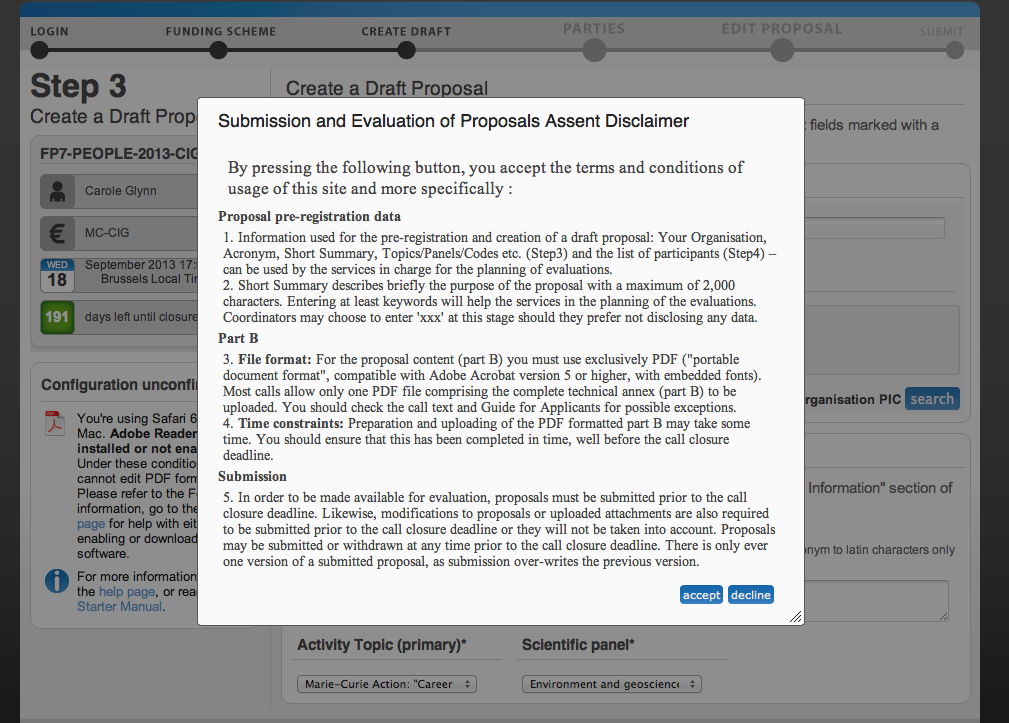 LOGIN
FUNDING SCHEME
CREATE DRAFT
PARTIES
EDIT PROPOSAL
SUBMIT
Step 3
Create a Draft Prop
FP7-PEOPLE-2013-CIG
Carole Glynn
€
MC-CIG
WED
18
September 2013 17:
Brussels Local Tim
191
days left until closure
Configuration unconfi
You're using Safari 6
Mac. Adobe Reader
installed or not ena
Under these conditio
cannot edit PDF form
Please refer to the F
information, go to the
page for help with eit
enabling or download
software.
For more information
the help page, or rea
Starter Manual.
Create a Draft Proposal
fields marked with a
rganisation PIC
search
Information" section of
nym to latin characters only
Activity Topic (primary)*
Scientific panel*
Marie-Curie Action: "Career
Environment and geoscience
Submission and Evaluation of Proposals Assent Disclaimer
By pressing the following button, you accept the terms and conditions of
usage of this site and more specifically :
Proposal pre-registration data
1. Information used for the pre-registration and creation of a draft proposal: Your Organisation,
Acronym, Short Summary, Topics/Panels/Codes etc. (Step3) and the list of participants (Step4) –
can be used by the services in charge for the planning of evaluations.
2. Short Summary describes briefly the purpose of the proposal with a maximum of 2,000
characters. Entering at least keywords will help the services in the planning of the evaluations.
Coordinators may choose to enter 'xxx' at this stage should they prefer not disclosing any data.
Part B
3. File format: For the proposal content (part B) you must use exclusively PDF ("portable
document format", compatible with Adobe Acrobat version 5 or higher, with embedded fonts).
Most calls allow only one PDF file comprising the complete technical annex (part B) to be
uploaded. You should check the call text and Guide for Applicants for possible exceptions.
4. Time constraints: Preparation and uploading of the PDF formatted part B may take some
time. You should ensure that this has been completed in time, well before the call closure
deadline.
Submission
5. In order to be made available for evaluation, proposals must be submitted prior to the call
closure deadline. Likewise, modifications to proposals or uploaded attachments are also required
to be submitted prior to the call closure deadline or they will not be taken into account. Proposals
may be submitted or withdrawn at any time prior to the call closure deadline. There is only ever
one version of a submitted proposal, as submission over-writes the previous version.
accept
decline